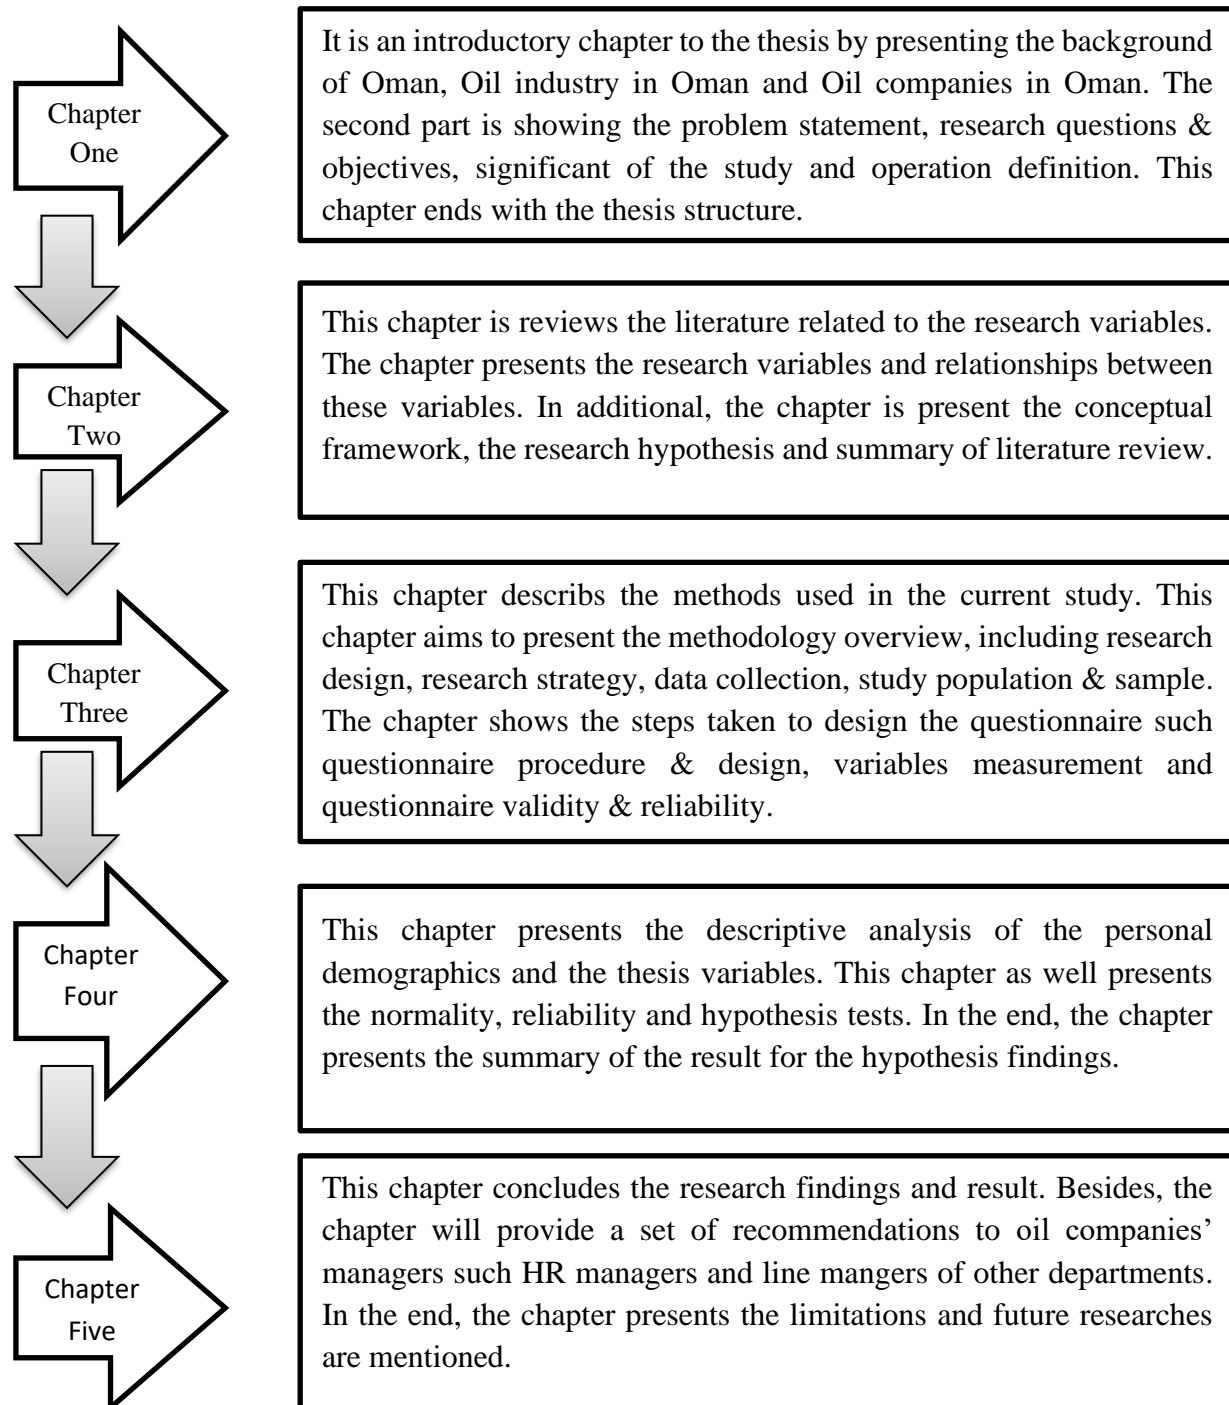 Chapter
One
It is an introductory chapter to the thesis by presenting the background
of Oman, Oil industry in Oman and Oil companies in Oman. The
second part is showing the problem statement, research questions &
objectives, significant of the study and operation definition. This
chapter ends with the thesis structure.
Chapter
Two
This chapter is reviews the literature related to the research variables.
The chapter presents the research variables and relationships between
these variables. In additional, the chapter is present the conceptual
framework, the research hypothesis and summary of literature review.
Chapter
Three
This chapter describs the methods used in the current study. This
chapter aims to present the methodology overview, including research
design, research strategy, data collection, study population & sample.
The chapter shows the steps taken to design the questionnaire such
questionnaire procedure & design, variables measurement and
questionnaire validity & reliability.
Chapter
Four
This chapter presents the descriptive analysis of the personal
demographics and the thesis variables. This chapter as well presents
the normality, reliability and hypothesis tests. In the end, the chapter
presents the summary of the result for the hypothesis findings.
Chapter
Five
This chapter concludes the research findings and result. Besides, the
chapter will provide a set of recommendations to oil companies’
managers such HR managers and line mangers of other departments.
In the end, the chapter presents the limitations and future researches
are mentioned.